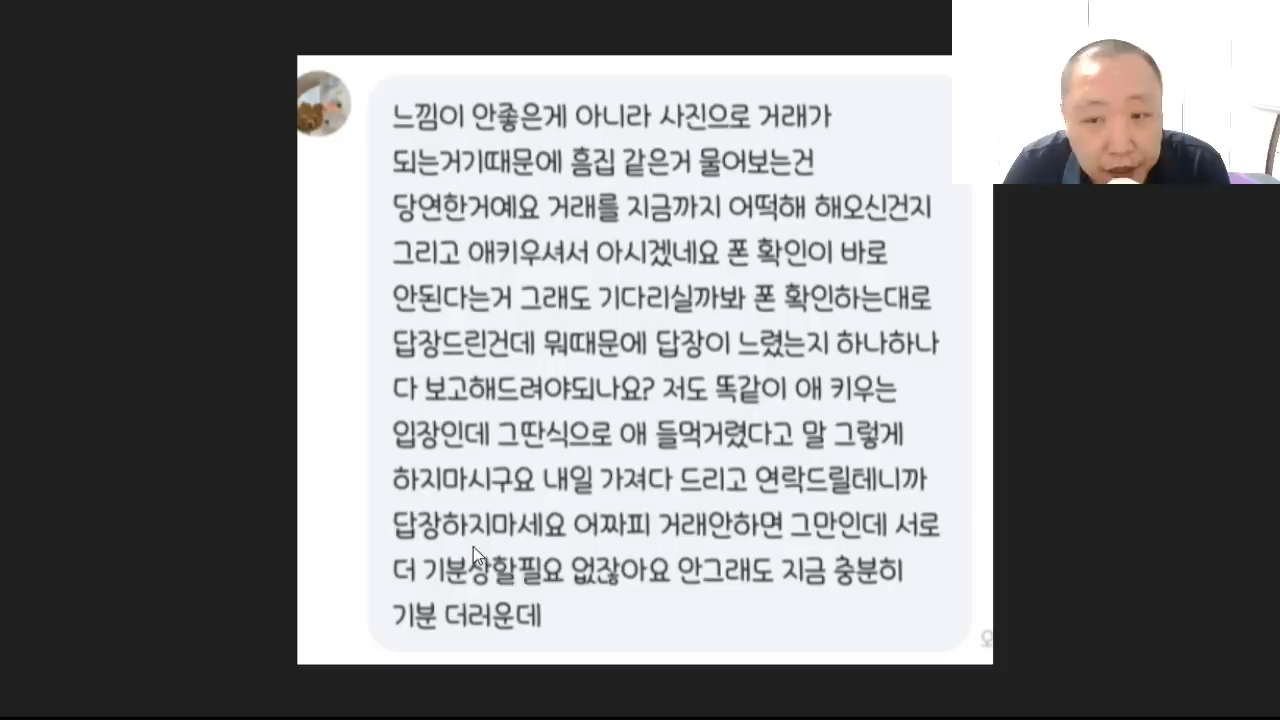 느낌이 안좋은게 아니라 사진으로 거래가
되는거기때문에 흠집 같은거 물어보는건
당연한거예요 거래를 지금까지 어떡해 해오신건지
그리고 애키우셔서 아시겠네요 폰 확인이 바로
안된다는거 그래도 기다리실까봐 폰 확인하는대로
답장드린건데 뭐때문에 답장이 느렸는지 하나하나
다 보고해드려야되나요? 저도 똑같이 애 키우는
입장인데 그딴식으로 애 들먹거렸다고 말 그렇게
하지마시구요 내일 가져다 드리고 연락드릴테니까
답장하지마세요 어짜피 거래안하면 그만인데 서로
더 기분상할필요 없잖아요 안그래도 지금 충분히
기분 더러운데